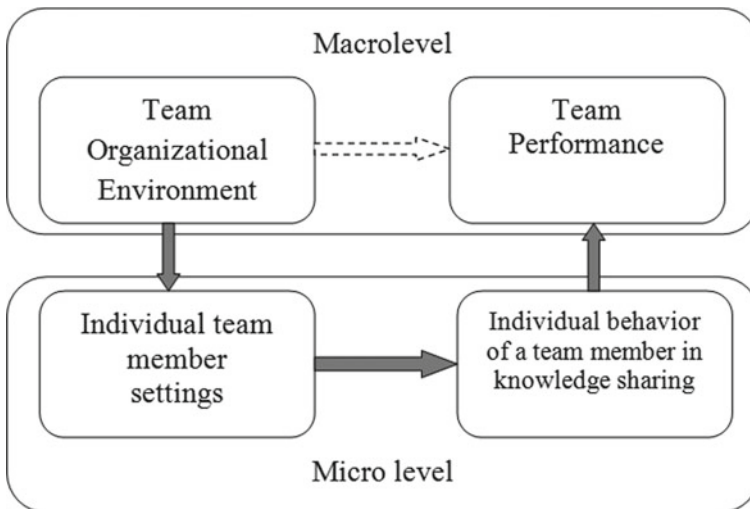 Macrolevel
Team
Organizational
Environment
Team
Performance
Individual team
member
settings
Individual behavior
of a team member in
knowledge sharing
Micro level